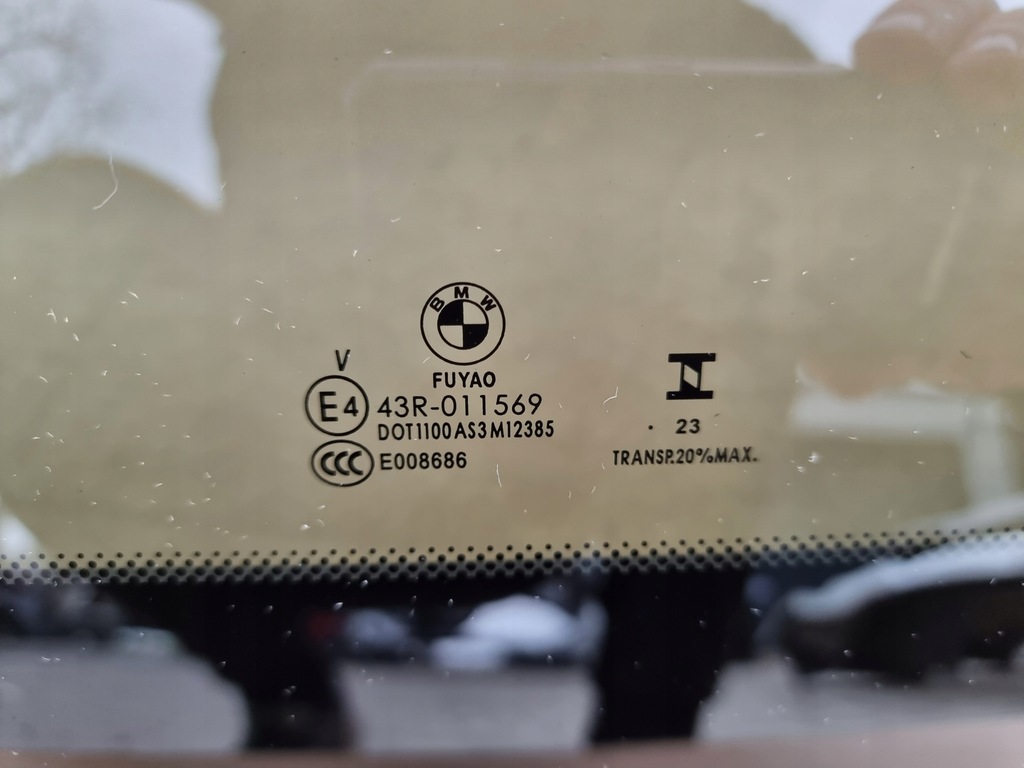 BMW
FUYAO
V
E4 43R-011569
DOT1100AS3M12385
CCC E008686
. 23
TRANSP.20%MAX.